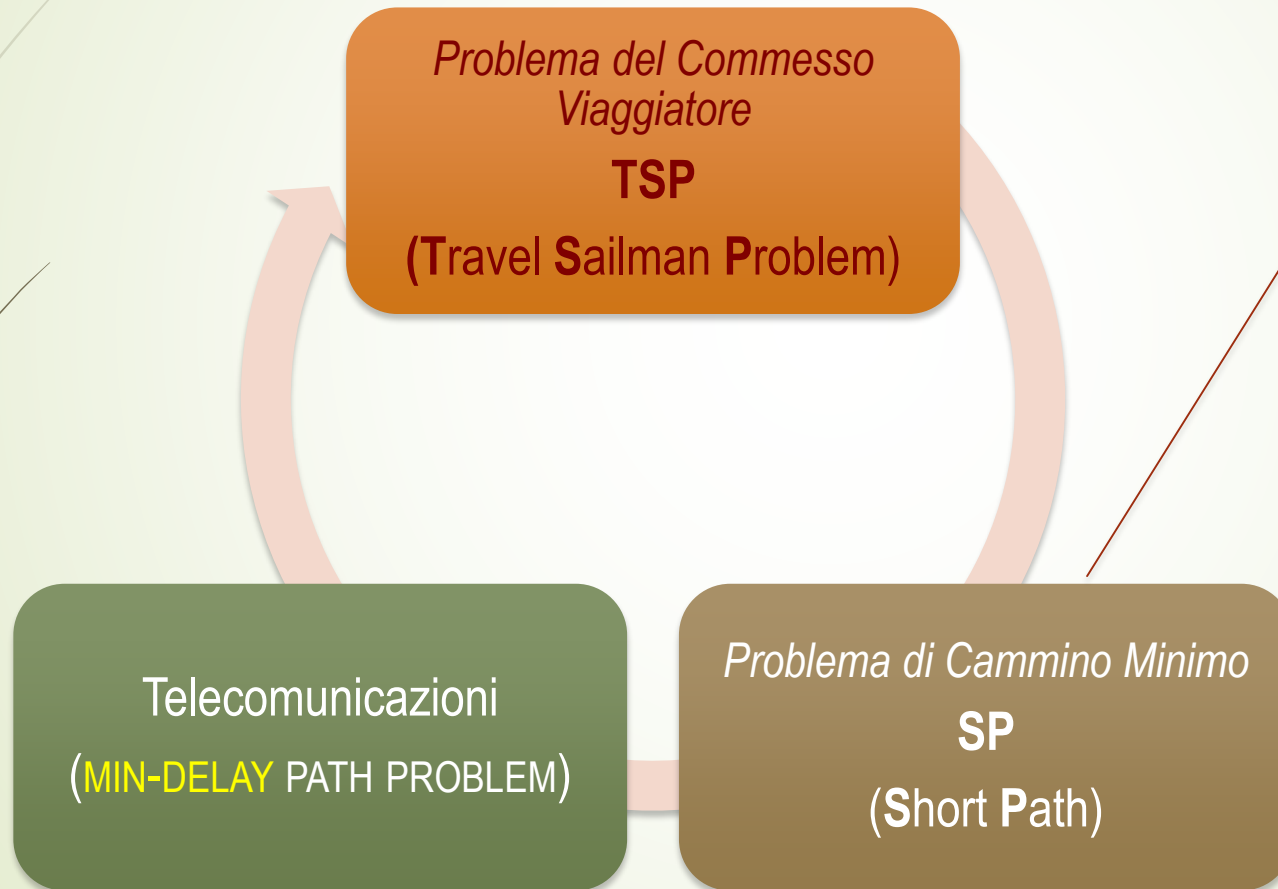 Problema del Commesso
Viaggiatore
TSP
(Travel Sailman Problem)
Telecomunicazioni
(MIN-DELAY PATH PROBLEM)
Problema di Cammino Minimo
SP
(Short Path)